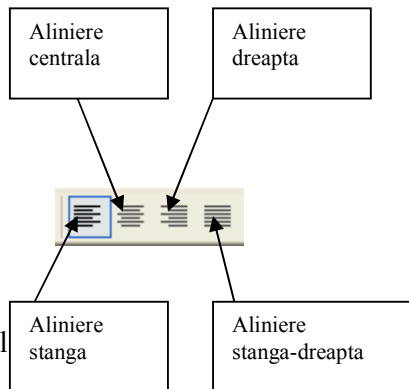 Aliniere
centrala
Aliniere
dreapta
Aliniere
stanga
Aliniere
stanga-dreapta
l